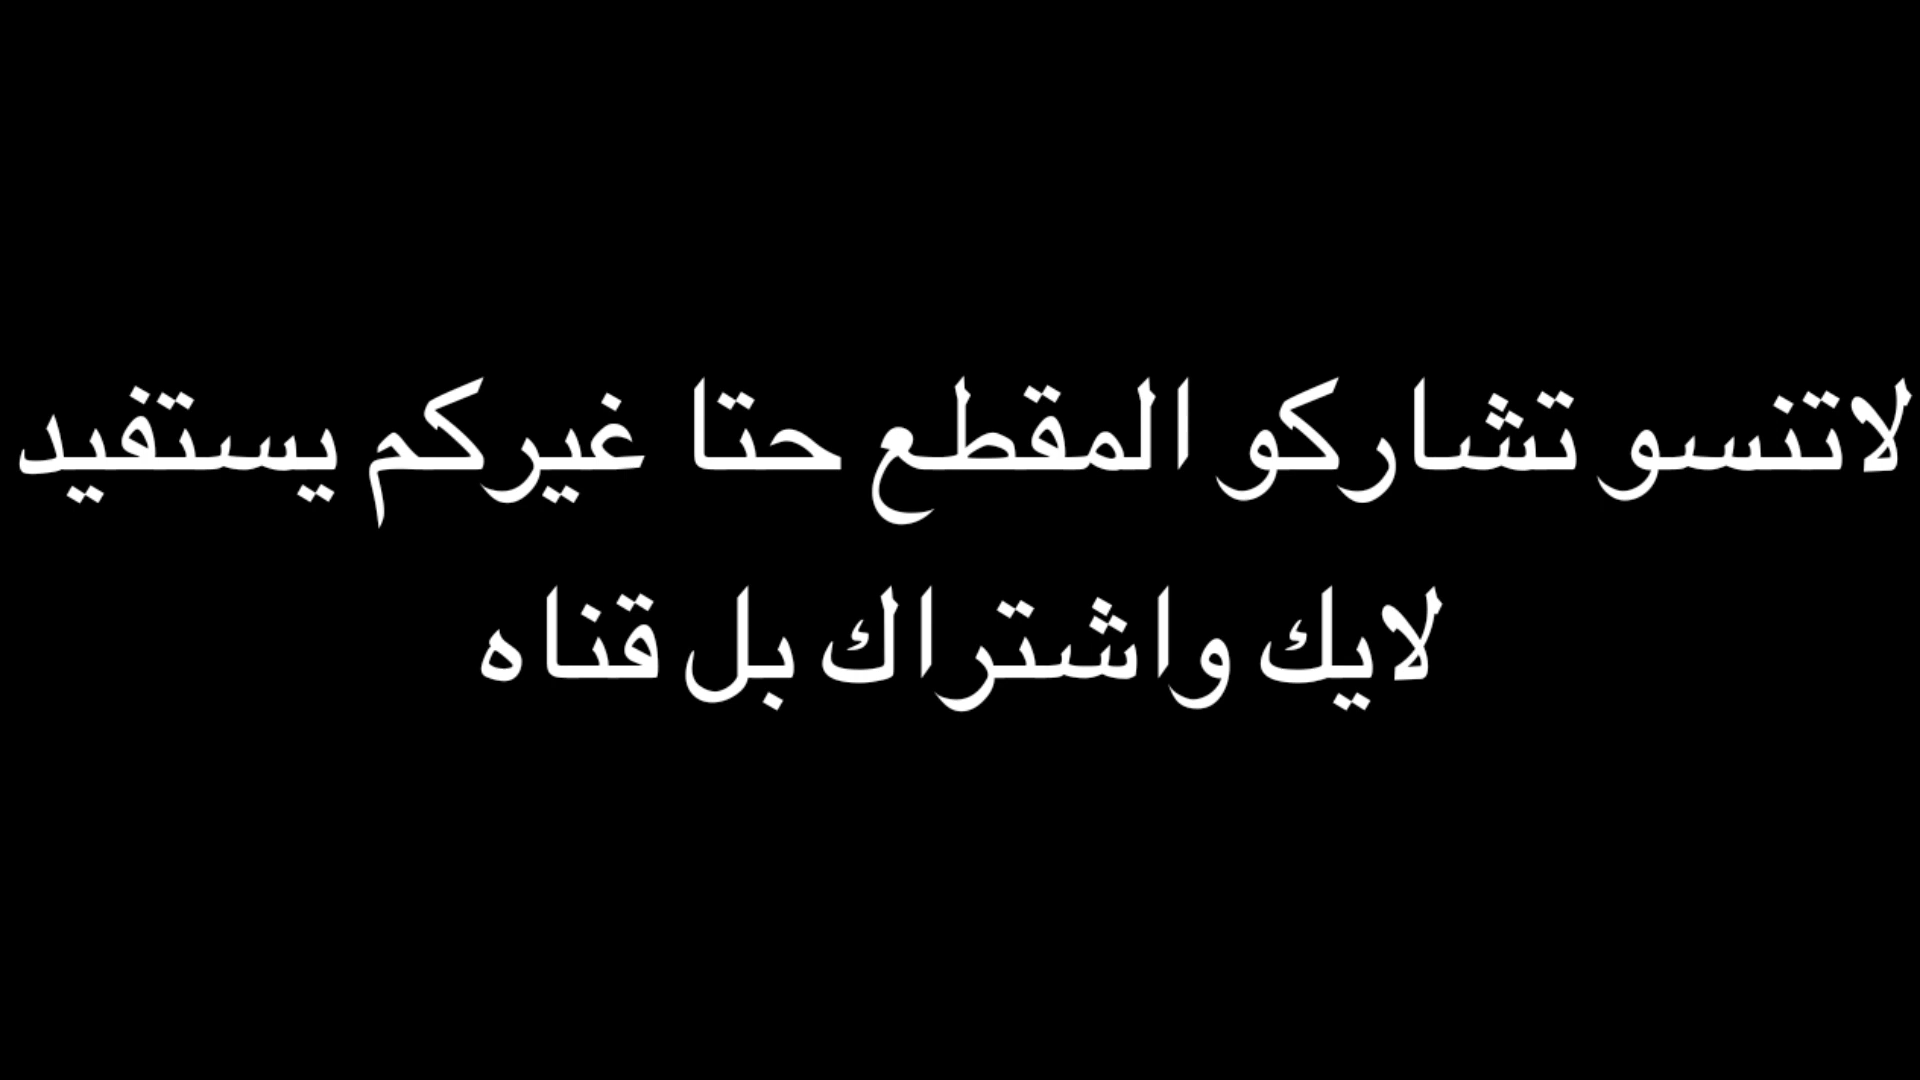 لاتنسو تشاركو المقطع حتا غيركم يستفيد
لايك واشتراك بل قناه